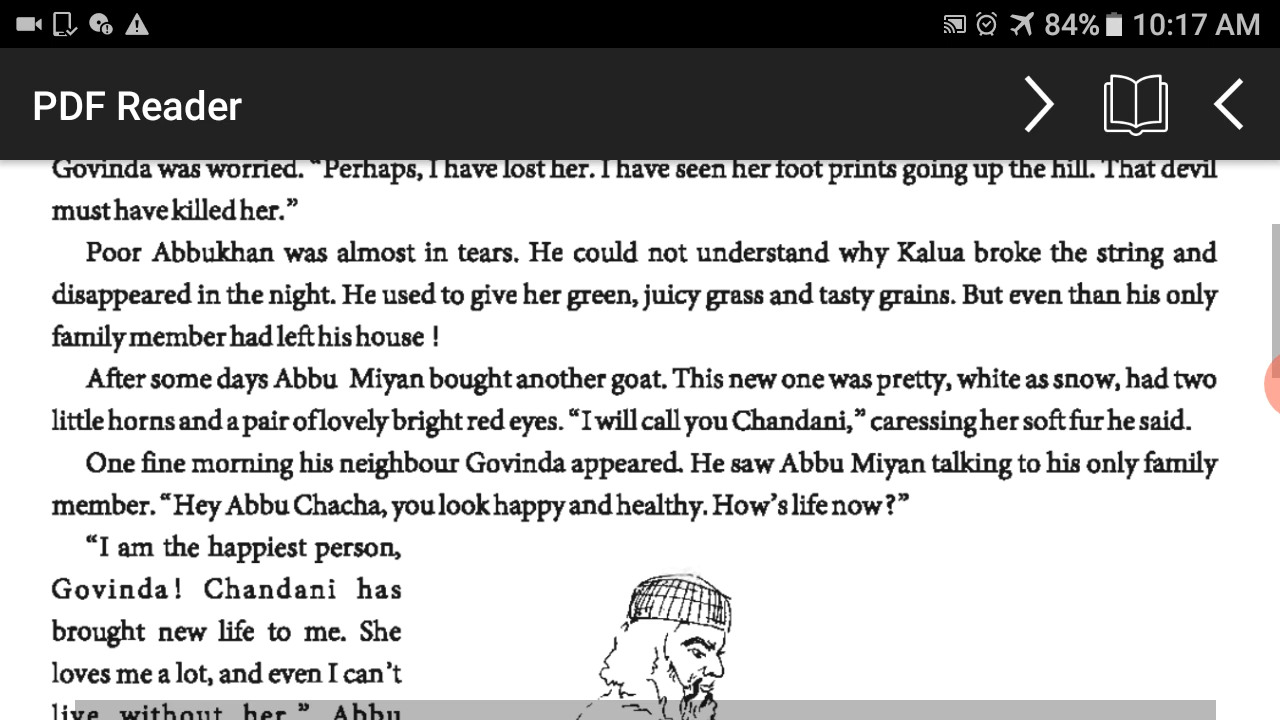 84% 10:17 AM
PDF Reader
Govinda was worried. "Perhaps, I have lost her. I have seen her foot prints going up the hill. That devil
must have killed her."
Poor Abbukhan was almost in tears. He could not understand why Kalua broke the string and
disappeared in the night. He used to give her green, juicy grass and tasty grains. But even than his only
family member had left his house !
After some days Abbu Miyan bought another goat. This new one was pretty, white as snow, had two
little horns and a pair of lovely bright red eyes. "I will call you Chandani," caressing her soft fur he said.
One fine morning his neighbour Govinda appeared. He saw Abbu Miyan talking to his only family
member. "Hey Abbu Chacha, you look happy and healthy. How's life now?"
"I am the happiest person,
Govinda! Chandani has
brought new life to me. She
loves me a lot, and even I can't
live without her." Abbu